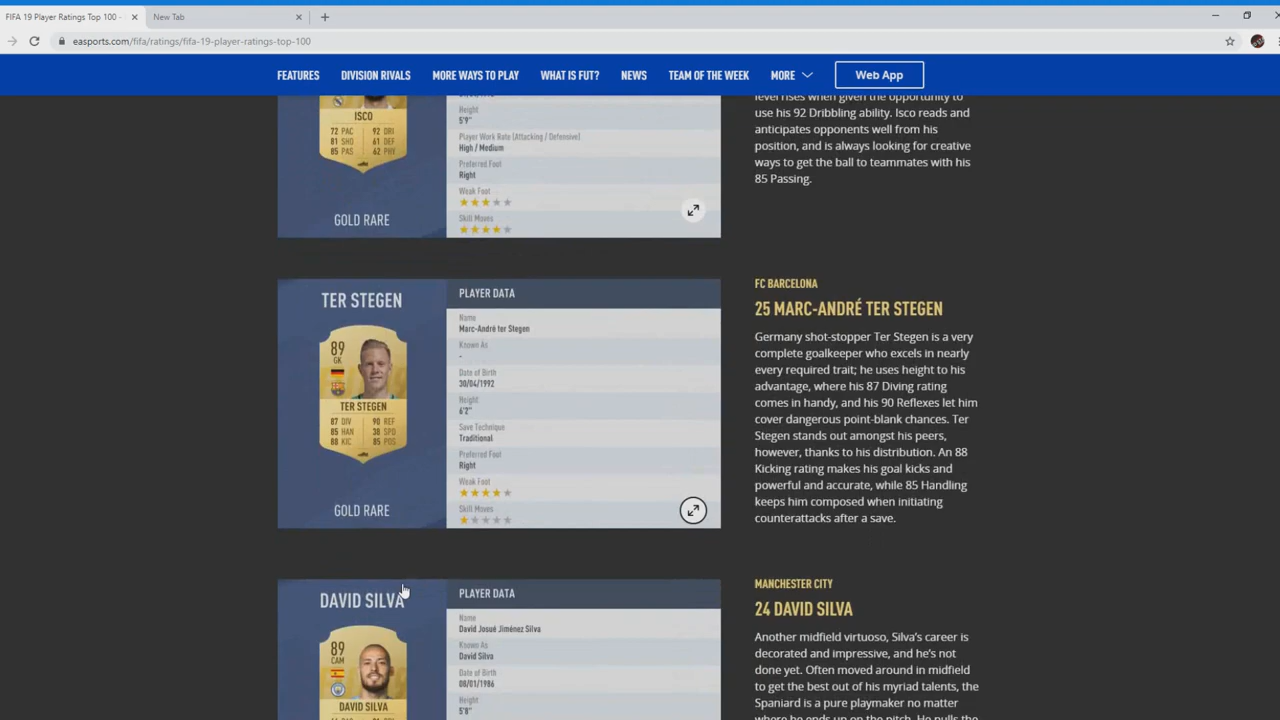 FIFA 19 Player Ratings Top 100 -
New Tab
easports.com/fifa/ratings/fifa-19-player-ratings-top-100
FEATURES
DIVISION RIVALS
MORE WAYS TO PLAY
WHAT IS FUT?
NEWS
TEAM OF THE WEEK
MORE
Web App
ISCO
72 PAC 92 DRI
81 SHO 61 DEF
85 PAS 62 PHY
GOLD RARE
Height
5'9"
Player Work Rate (Attacking / Defensive)
High / Medium
Preferred Foot
Right
Weak Foot
Skill Moves
level rises when given the opportunity to
use his 92 Dribbling ability. Isco reads and
anticipates opponents well from his
position, and is always looking for creative
ways to get the ball to teammates with his
85 Passing.
TER STEGEN
89
GK
TER STEGEN
87 DIV 90 REF
85 HAN 38 SPD
88 KIC 85 POS
GOLD RARE
PLAYER DATA
Name
Marc-André ter Stegen
Known As
-
Date of Birth
30/04/1992
Height
6'2"
Save Technique
Traditional
Preferred Foot
Right
Weak Foot
Skill Moves
FC BARCELONA
25 MARC-ANDRÉ TER STEGEN
Germany shot-stopper Ter Stegen is a very
complete goalkeeper who excels in nearly
every required trait; he uses height to his
advantage, where his 87 Diving rating
comes in handy, and his 90 Reflexes let him
cover dangerous point-blank chances. Ter
Stegen stands out amongst his peers,
however, thanks to his distribution. An 88
Kicking rating makes his goal kicks and
powerful and accurate, while 85 Handling
keeps him composed when initiating
counterattacks after a save.
DAVID SILVA
89
CAM
DAVID SILVA
PLAYER DATA
Name
David Josué Jiménez Silva
Known As
David Silva
Date of Birth
08/01/1986
Height
5'8"
MANCHESTER CITY
24 DAVID SILVA
Another midfield virtuoso, Silva's career is
decorated and impressive, and he's not
done yet. Often moved around in midfield
to get the best out of his myriad talents, the
Spaniard is a pure playmaker no matter
where he ends up on the pitch. He pulls the